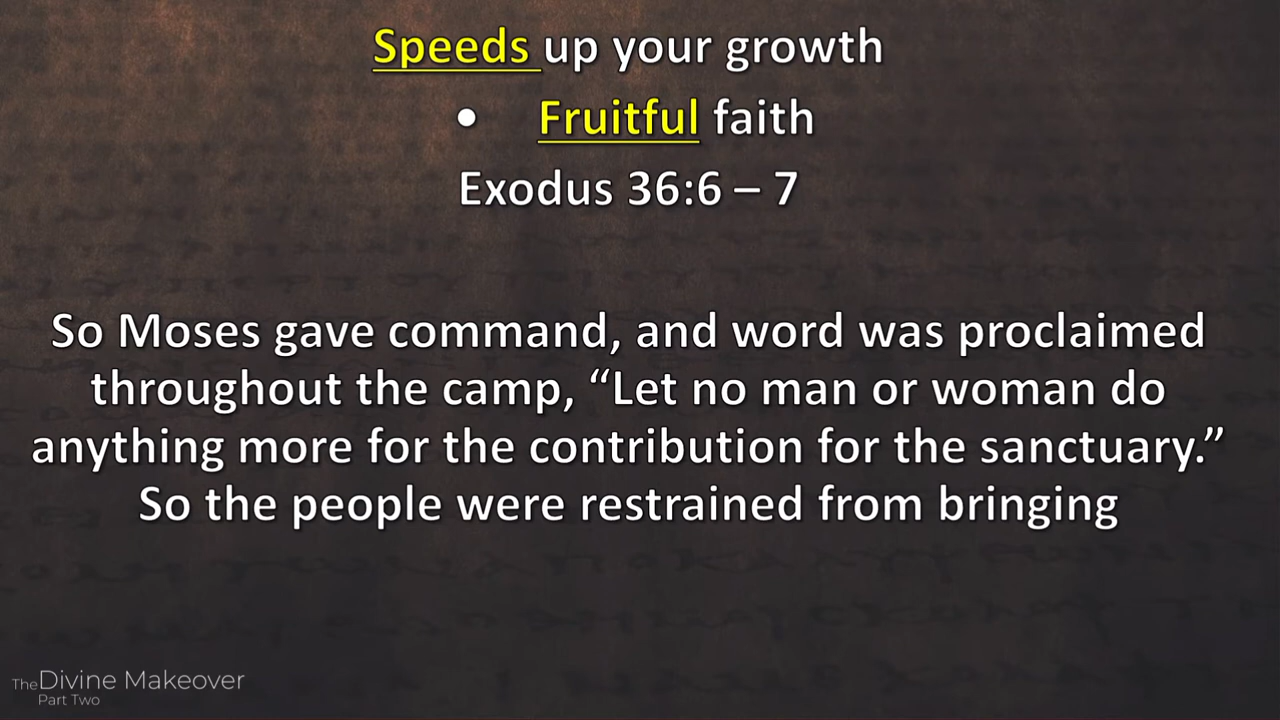 Speeds up your growth
• Fruitful faith
Exodus 36:6 – 7
So Moses gave command, and word was proclaimed
throughout the camp, “Let no man or woman do
anything more for the contribution for the sanctuary.”
So the people were restrained from bringing
The Divine Makeover
Part Two